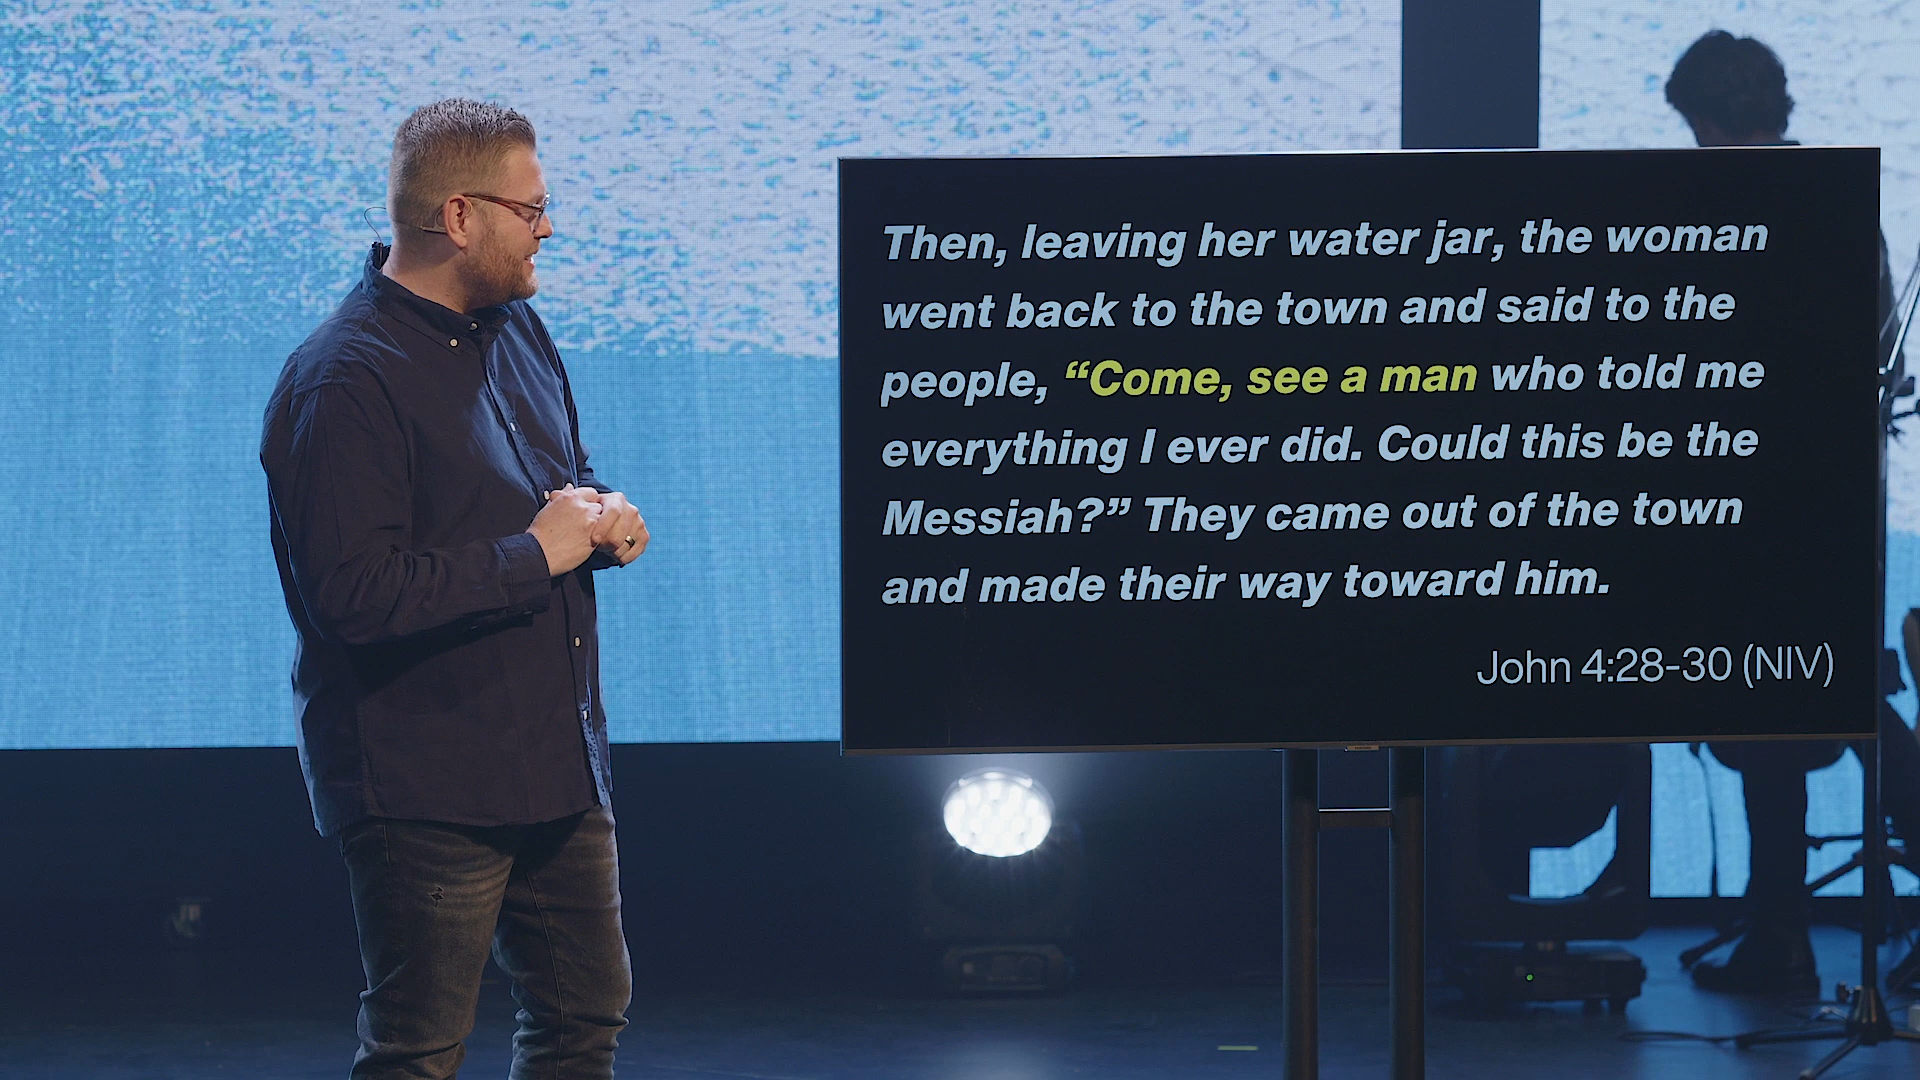 Then, leaving her water jar, the woman
went back to the town and said to the
people, “Come, see a man who told me
everything I ever did. Could this be the
Messiah?” They came out of the town
and made their way toward him.
John 4:28-30 (NIV)